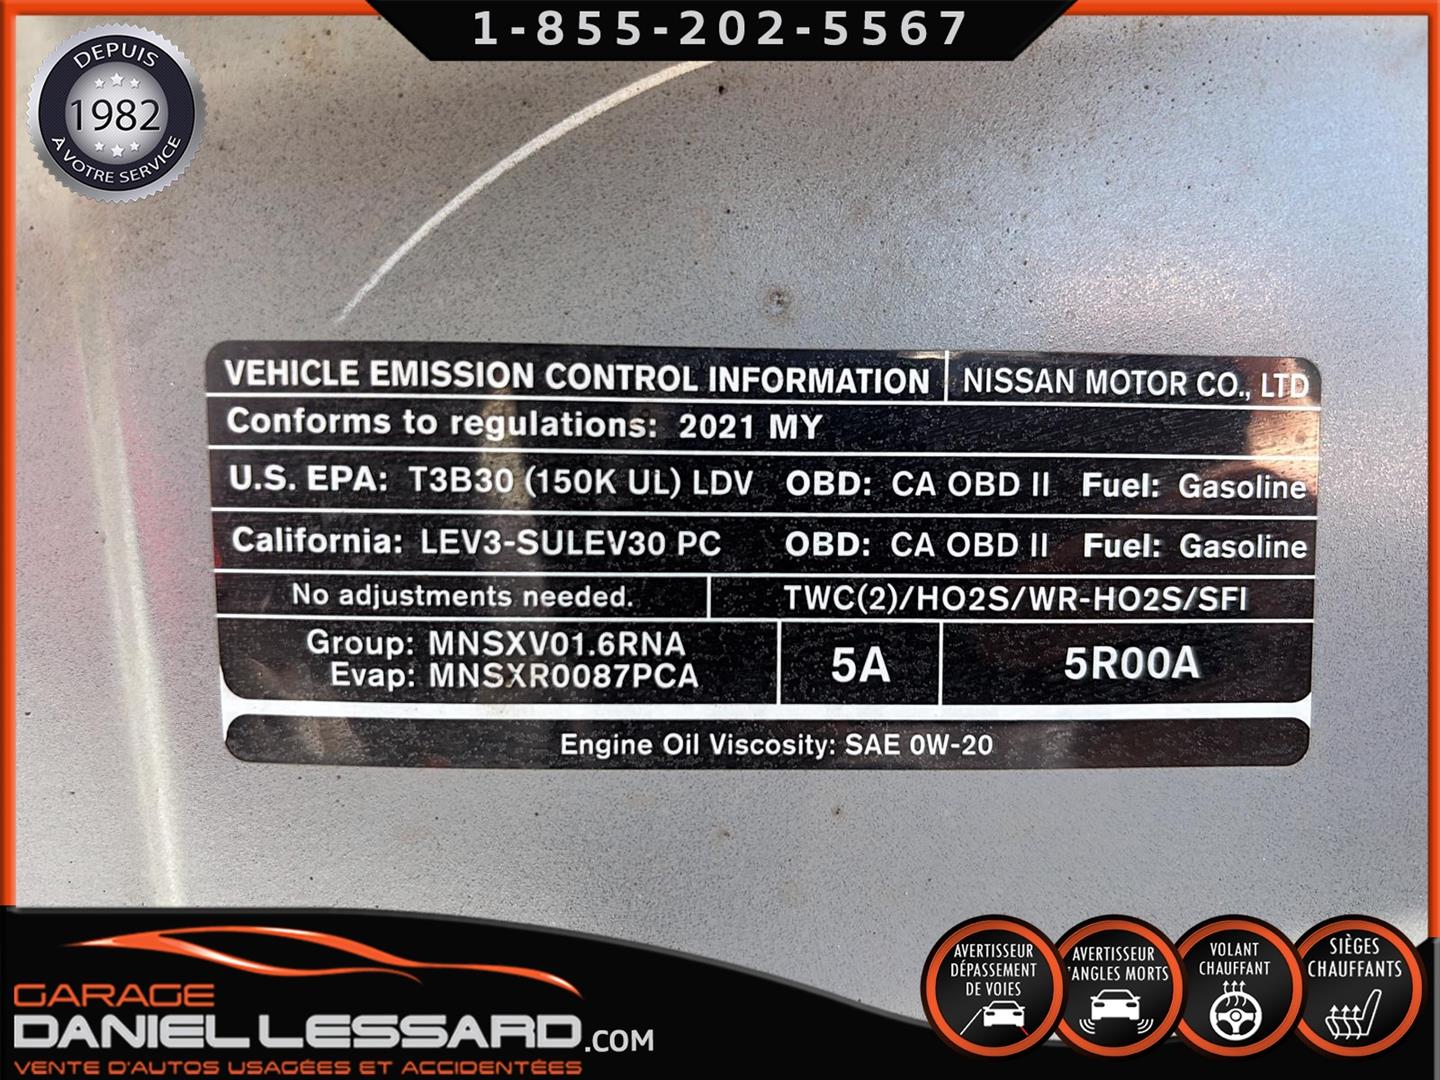 1-855-202-5567
DEPUIS
1982
À VOTRE SERVICE
VEHICLE EMISSION CONTROL INFORMATION NISSAN MOTOR CO., LTD
Conforms to regulations: 2021 MY
U.S. EPA: T3B30 (150K UL) LDV OBD: CA OBD II Fuel: Gasoline
California: LEV3-SULEV30 PC OBD: CA OBD II Fuel: Gasoline
No adjustments needed. TWC(2)/HO2S/WR-HO2S/SFI
Group: MNSXV01.6RNA
Evap: MNSXR0087PCA
5A 5R00A
Engine Oil Viscosity: SAE 0W-20
GARAGE
DANIEL LESSARD.COM
VENTE D'AUTOS USAGÉES ET ACCIDENTÉES
AVERTISSEUR
DÉPASSEMENT
DE VOIES
AVERTISSEUR
'ANGLES MORTS
VOLANT
CHAUFFANT
SIÈGES
CHAUFFANTS